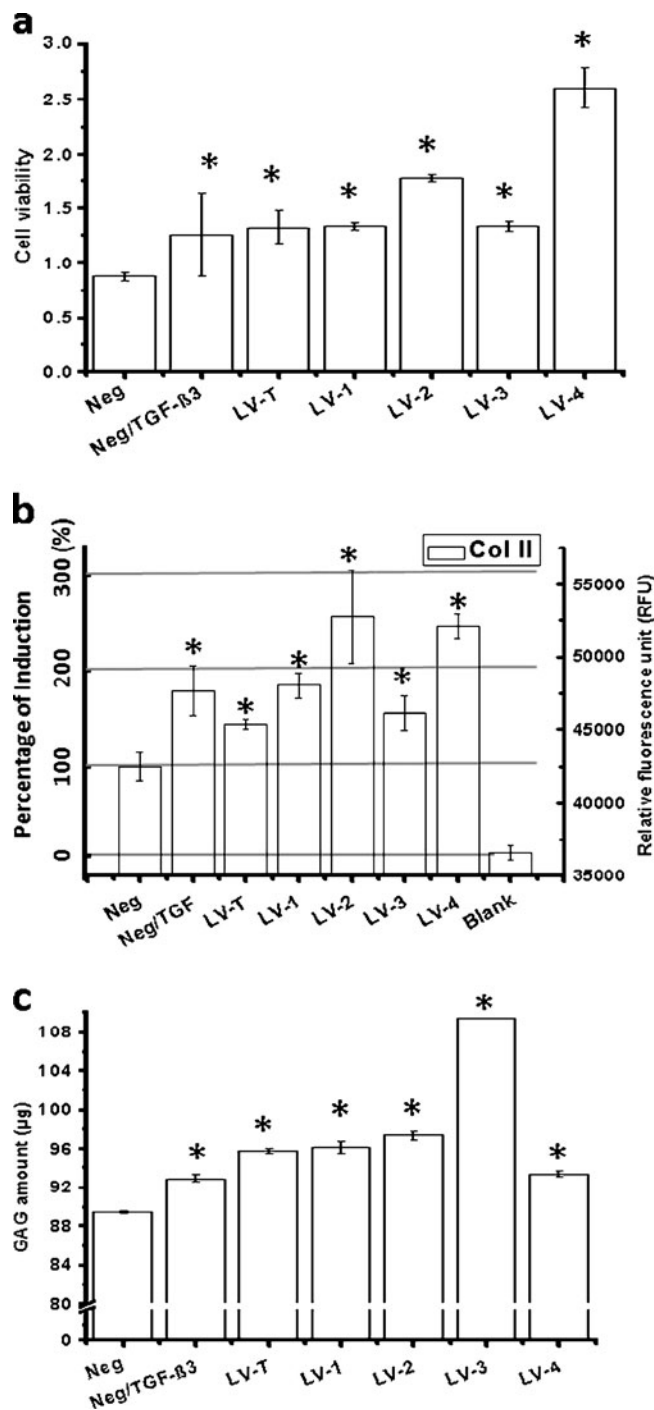 a
3.0
2.5
2.0
1.5
1.0
0.5
0.0
Cell viability
*
*
*
*
*
*
Neg
Neg/TGF-ß3
LV-T
LV-1
LV-2
LV-3
LV-4
b
Col II
300 (%)
200
100
0
Percentage of Induction
55000
50000
45000
40000
35000
Relative fluorescence unit (RFU)
*
*
*
*
*
*
Neg
Neg/TGF
LV-T
LV-1
LV-2
LV-3
LV-4
Blank
c
108
104
100
96
92
88
84
80
0
GAG amount (µg)
*
*
*
*
*
*
Neg
Neg/TGF-ß3
LV-T
LV-1
LV-2
LV-3
LV-4